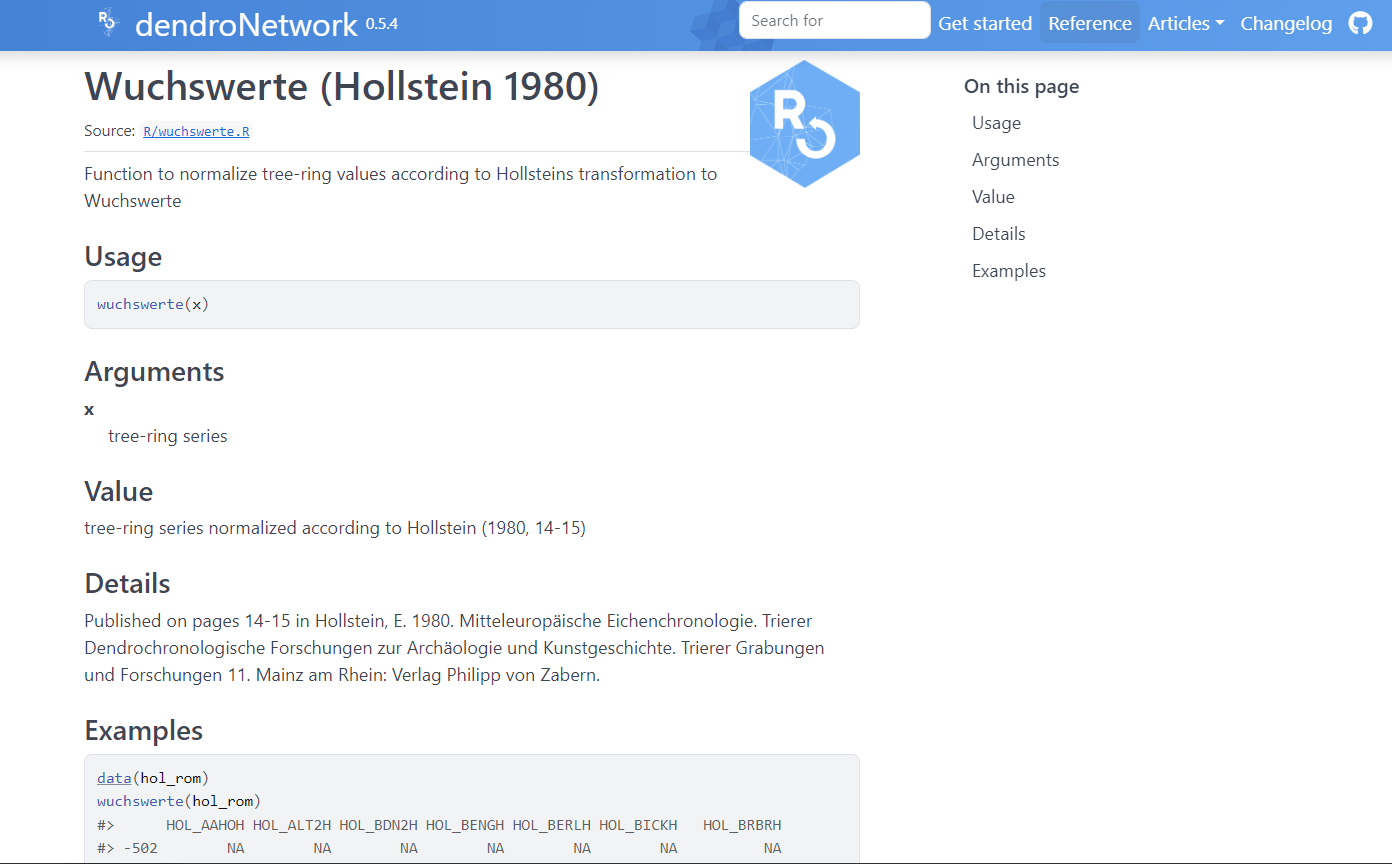 dendroNetwork 0.5.4
Search for
Get started
Reference
Articles
Changelog
Wuchswerte (Hollstein 1980)
Source: R/wuchswerte.R
R
Function to normalize tree-ring values according to Hollsteins transformation to
Wuchswerte
Usage
wuchswerte(x)
Arguments
x
tree-ring series
Value
tree-ring series normalized according to Hollstein (1980, 14-15)
Details
Published on pages 14-15 in Hollstein, E. 1980. Mitteleuropäische Eichenchronologie. Trierer
Dendrochronologische Forschungen zur Archäologie und Kunstgeschichte. Trierer Grabungen
und Forschungen 11. Mainz am Rhein: Verlag Philipp von Zabern.
Examples
data(hol_rom)
wuchswerte(hol_rom)
#> HOL_AAHOH HOL_ALT2H HOL_BDN2H HOL_BENGH HOL_BERLH HOL_BICKH HOL_BRBRH
#> -502 NA NA NA NA NA NA NA
On this page
Usage
Arguments
Value
Details
Examples